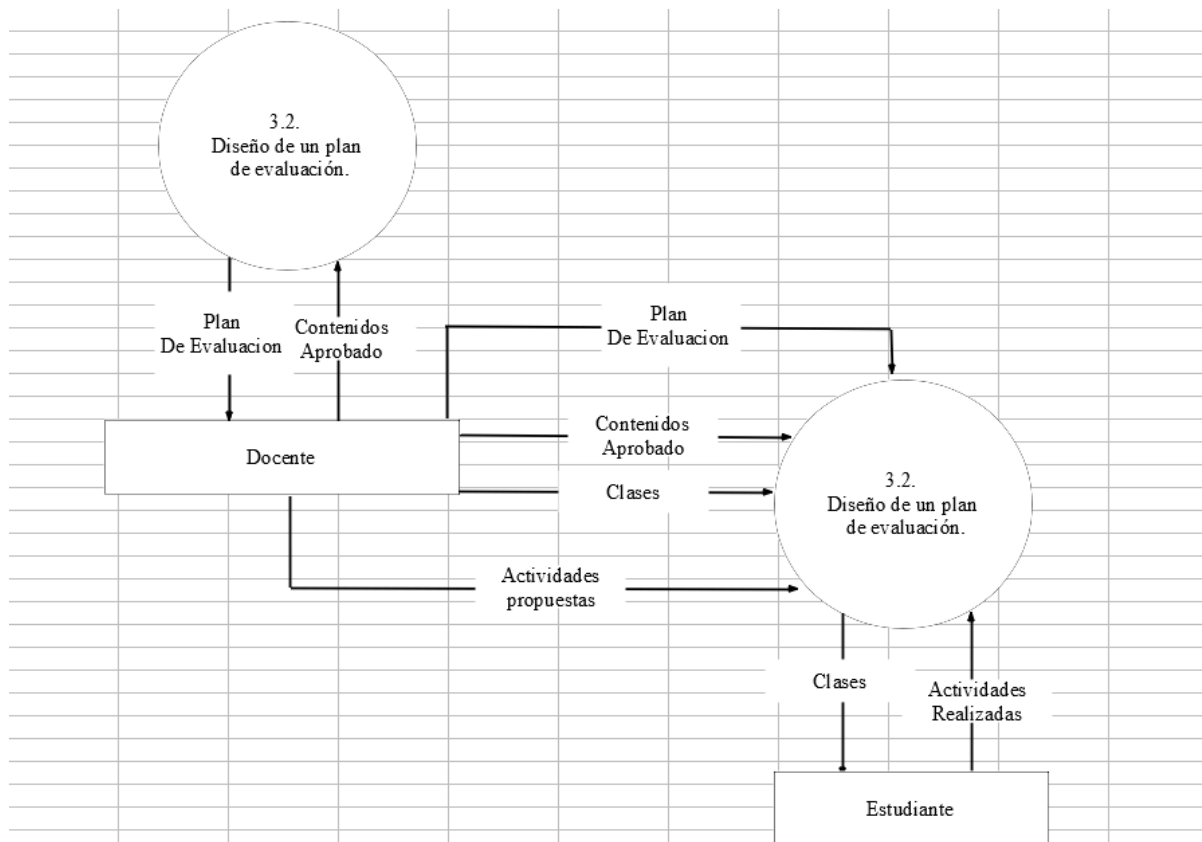 3.2.
Diseño de un plan
de evaluación.
Plan
De Evaluacion
Contenidos
Aprobado
Plan
De Evaluacion
Docente
Contenidos
Aprobado
Clases
3.2.
Diseño de un plan
de evaluación.
Actividades
propuestas
Clases
Actividades
Realizadas
Estudiante